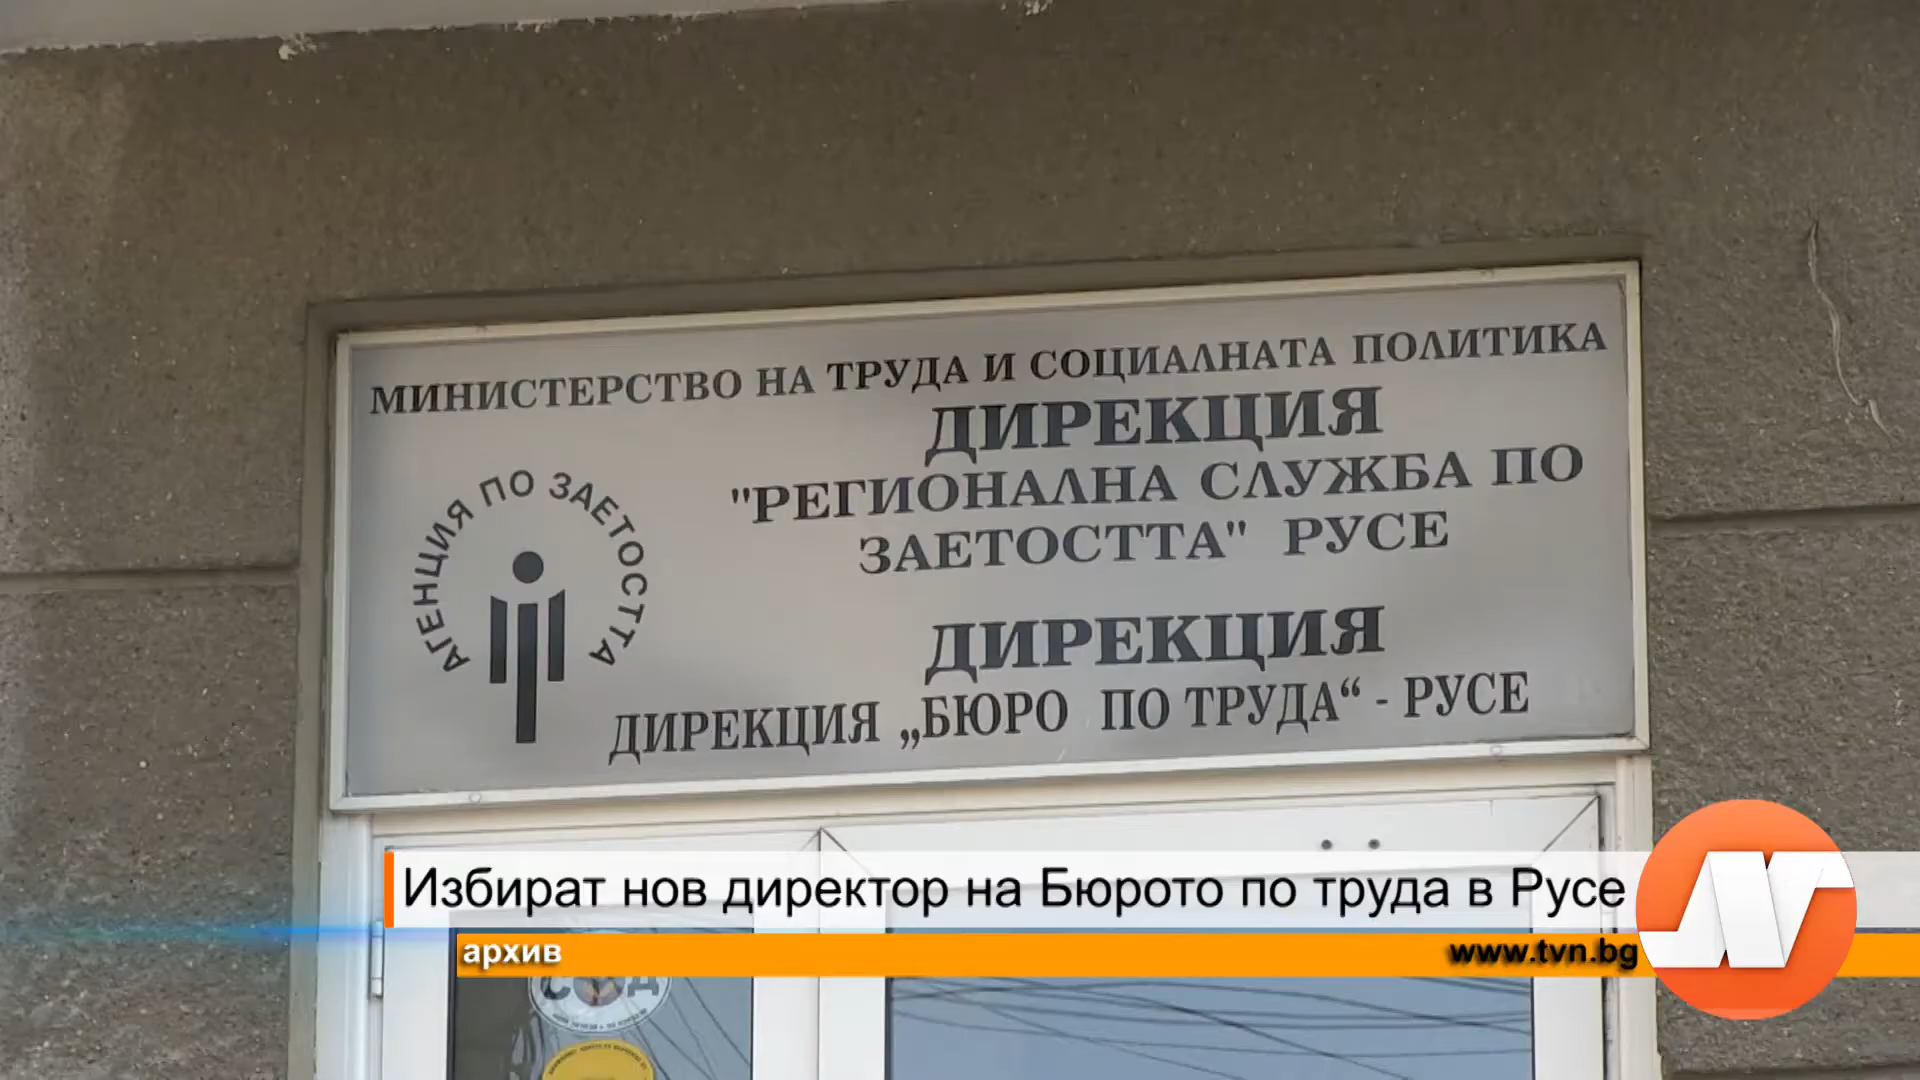 МИНИСТЕРСТВО НА ТРУДА И СОЦИАЛНАТА ПОЛИТИКА
ДИРЕКЦИЯ
"РЕГИОНАЛНА СЛУЖБА ПО
ЗАЕТОСТТА" РУСЕ
АГЕНЦИЯ ПО ЗАЕТОСТТА
ДИРЕКЦИЯ
ДИРЕКЦИЯ „БЮРО ПО ТРУДА“ - РУСЕ
Избират нов директор на Бюрото по труда в Русе
архив
www.tvn.bg